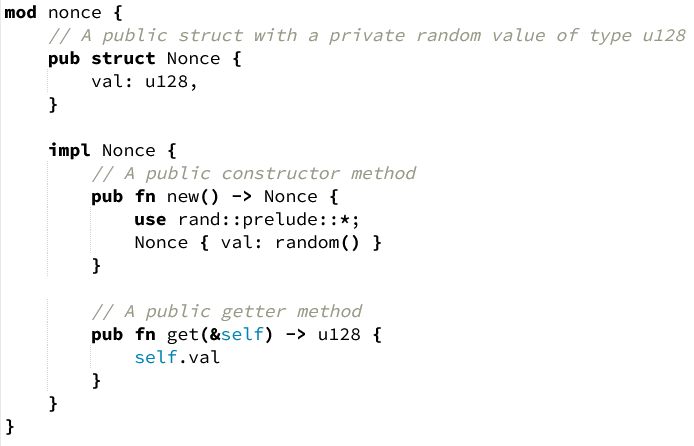 mod nonce {
    // A public struct with a private random value of type u128
    pub struct Nonce {
        val: u128,
    }

    impl Nonce {
        // A public constructor method
        pub fn new() -> Nonce {
            use rand::prelude::*;
            Nonce { val: random() }
        }

        // A public getter method
        pub fn get(&self) -> u128 {
            self.val
        }
    }
}